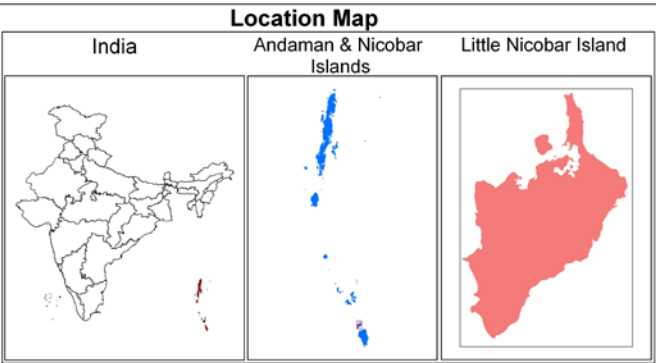 Location Map
India
Andaman & Nicobar
Islands
Little Nicobar Island